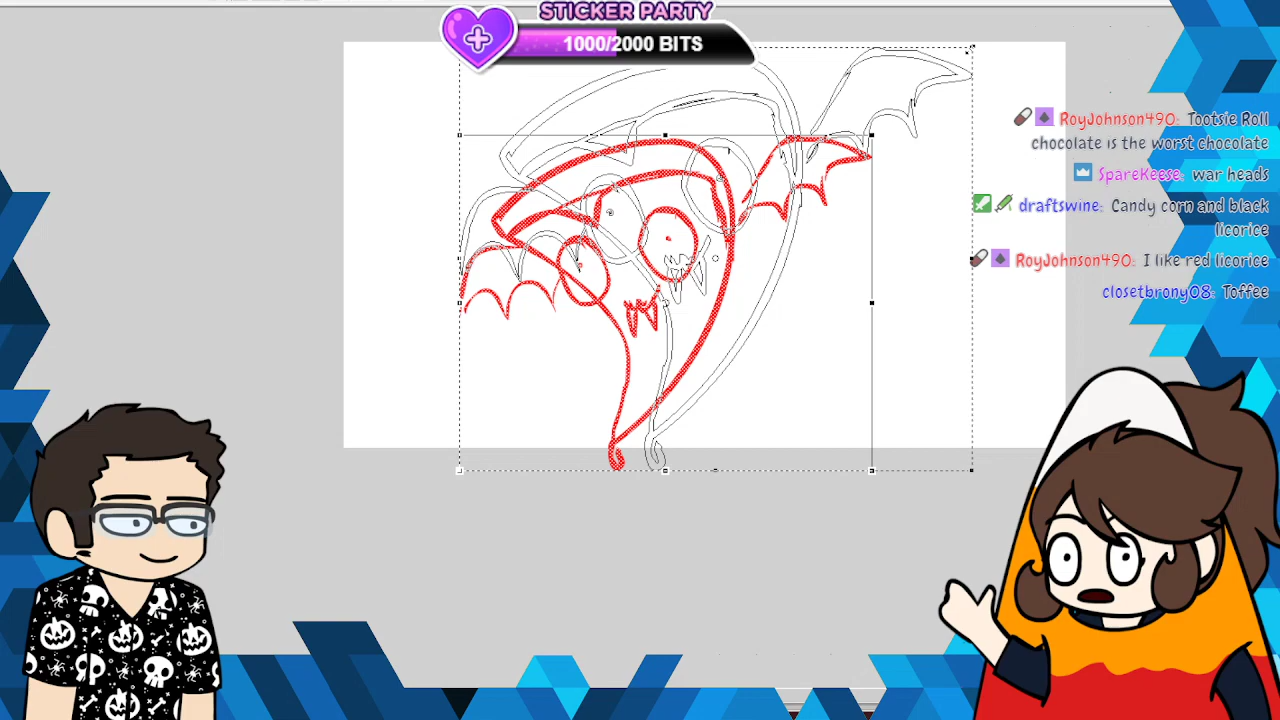 STICKER PARTY
1000/2000 BITS
RoyJohnson490: Tootsie Roll
chocolate is the worst chocolate
SpareKeese: war heads
draftswine: Candy corn and black
licorice
RoyJohnson490: I like red licorice
closetbrony08: Toffee